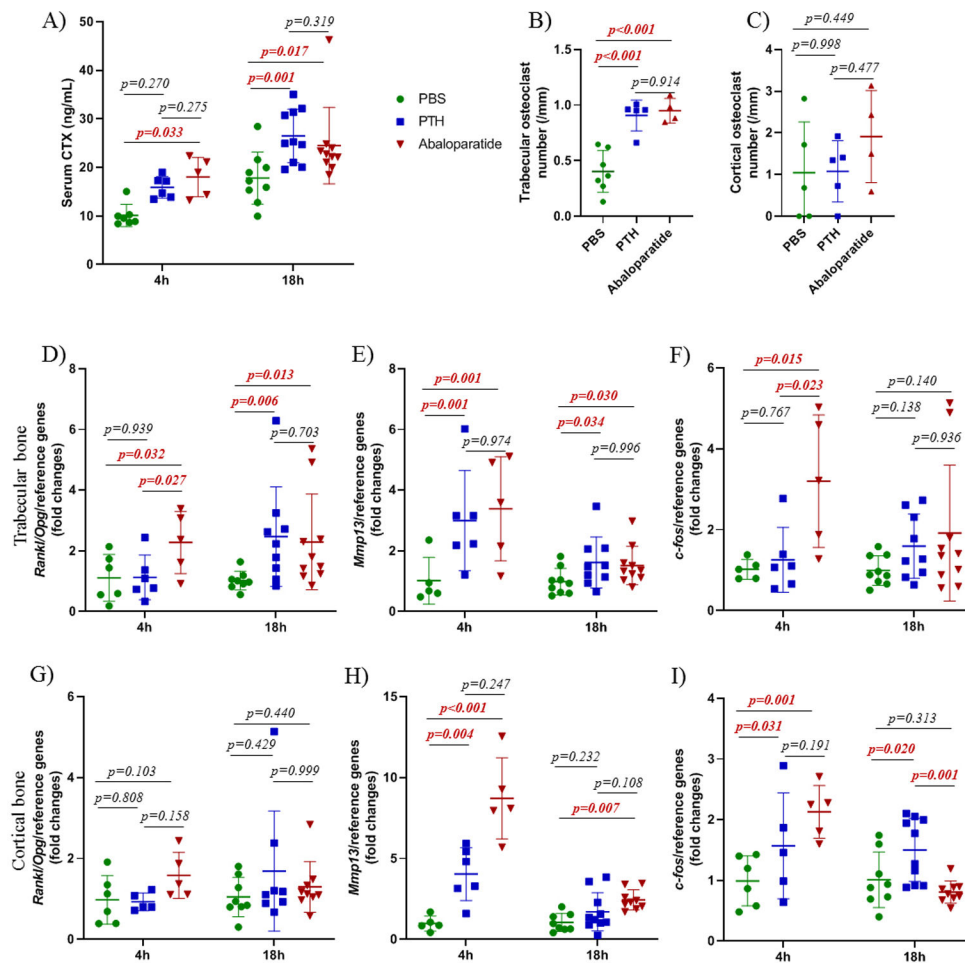 A)
Serum CTX (ng/mL)
50
40
30
20
10
0
p=0.270
p=0.275
p=0.033
p=0.319
p=0.017
p=0.001
4h
18h
PBS
PTH
Abaloparatide
B)
Trabecular osteoclast
number (/mm)
1.5
1.0
0.5
0.0
p<0.001
p<0.001
p=0.914
PBS
PTH
Abaloparatide
C)
Cortical osteoclast
number (/mm)
4
3
2
1
0
p=0.449
p=0.998
p=0.477
PBS
PTH
Abaloparatide
Trabecular bone
D)
Rankl/Opg/reference genes
(fold changes)
8
6
4
2
0
p=0.939
p=0.032
p=0.027
p=0.013
p=0.006
p=0.703
4h
18h
E)
Mmp13/reference genes
(fold changes)
8
6
4
2
0
p=0.001
p=0.001
p=0.974
p=0.030
p=0.034
p=0.996
4h
18h
F)
c-fos/reference genes
(fold changes)
6
4
2
0
p=0.015
p=0.023
p=0.767
p=0.140
p=0.138
p=0.936
4h
18h
Cortical bone
G)
Rankl/Opg/reference genes
(fold changes)
6
4
2
0
p=0.103
p=0.808
p=0.158
p=0.440
p=0.429
p=0.999
4h
18h
H)
Mmp13/reference genes
(fold changes)
15
10
5
0
p=0.247
p<0.001
p=0.004
p=0.232
p=0.108
p=0.007
4h
18h
I)
c-fos/reference genes
(fold changes)
4
3
2
1
0
p=0.001
p=0.031
p=0.191
p=0.313
p=0.020
p=0.001
4h
18h